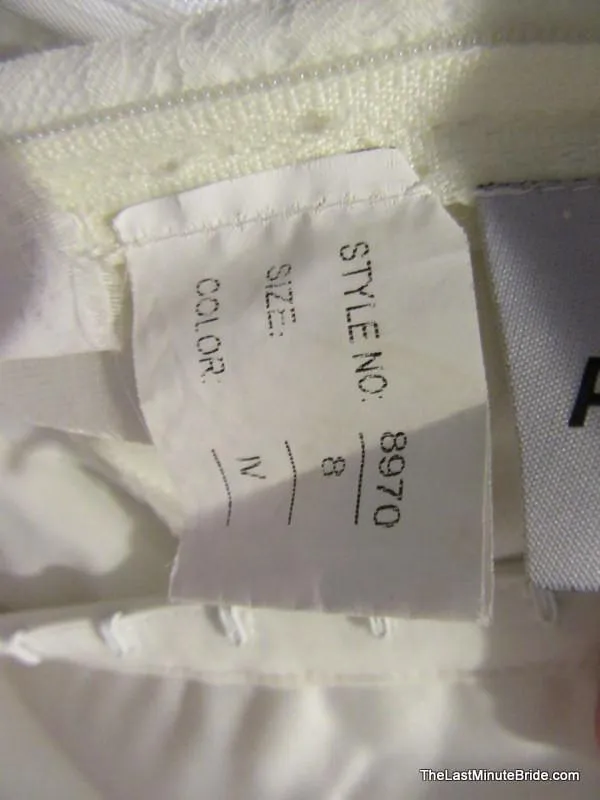 STYLE NO: 8970
SIZE: 8
COLOR: IV
TheLastMinuteBride.com